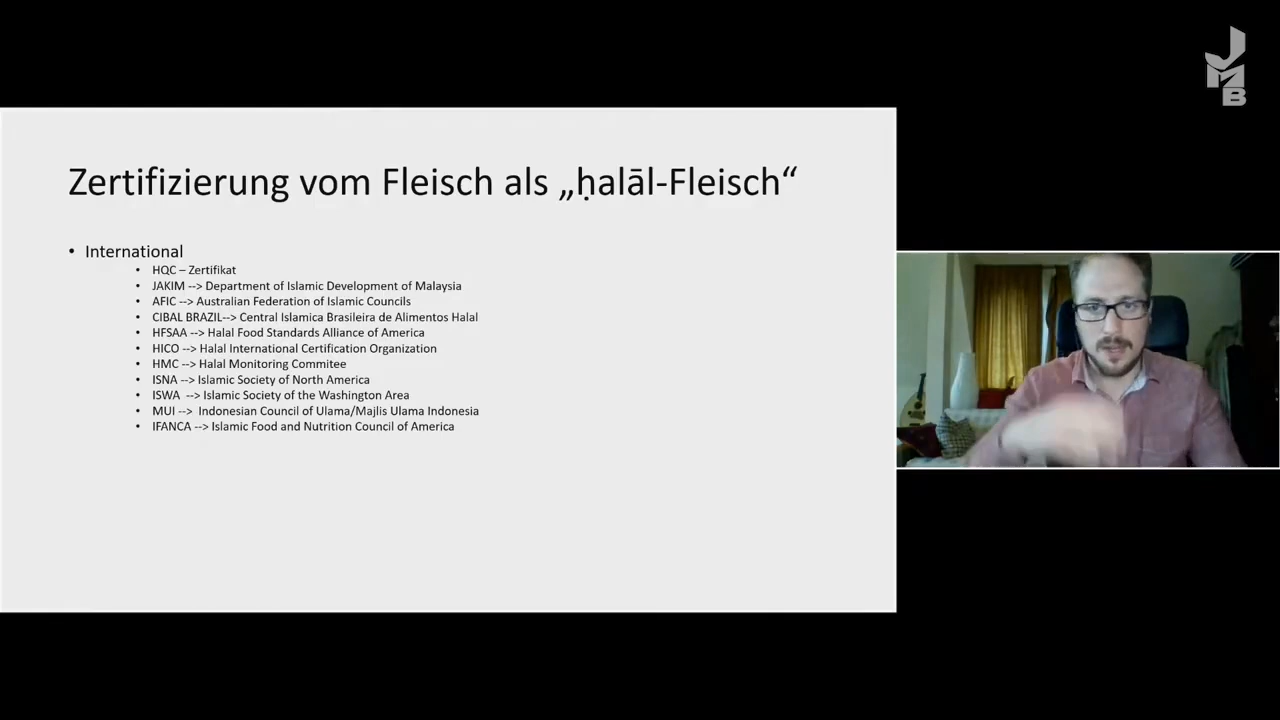 JMB
Zertifizierung vom Fleisch als „ḥalāl-Fleisch“
• International
• HQC – Zertifikat
• JAKIM --> Department of Islamic Development of Malaysia
• AFIC --> Australian Federation of Islamic Councils
• CIBAL BRAZIL--> Central Islamica Brasileira de Alimentos Halal
• HFSAA --> Halal Food Standards Alliance of America
• HICO --> Halal International Certification Organization
• HMC --> Halal Monitoring Commitee
• ISNA --> Islamic Society of North America
• ISWA --> Islamic Society of the Washington Area
• MUI --> Indonesian Council of Ulama/Majlis Ulama Indonesia
• IFANCA --> Islamic Food and Nutrition Council of America